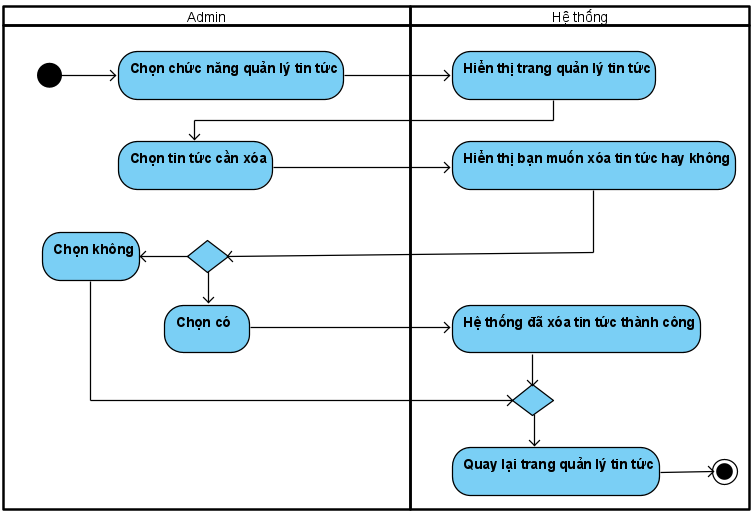 Admin
Hệ thống
Chọn chức năng quản lý tin tức
Hiển thị trang quản lý tin tức
Chọn tin tức cần xóa
Hiển thị bạn muốn xóa tin tức hay không
Chọn không
Chọn có
Hệ thống đã xóa tin tức thành công
Quay lại trang quản lý tin tức